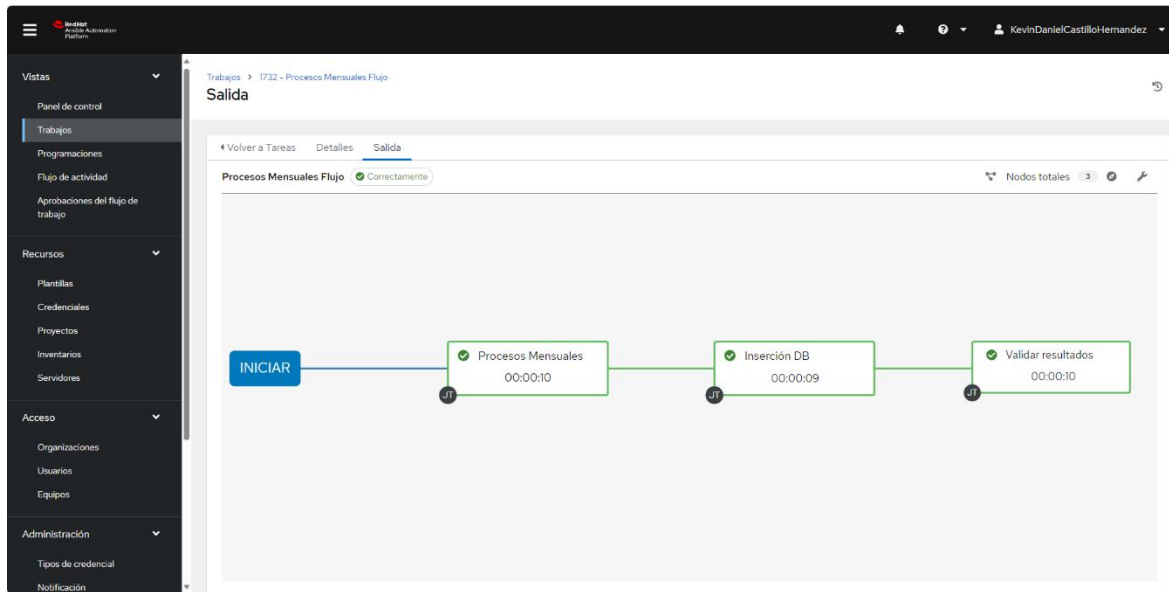 Red Hat
Ansible Automation
Platform
KevinDanielCastilloHernandez
Vistas
Panel de control
Trabajos
Programaciones
Flujo de actividad
Aprobaciones del flujo de
trabajo
Recursos
Plantillas
Credenciales
Proyectos
Inventarios
Servidores
Acceso
Organizaciones
Usuarios
Equipos
Administración
Tipos de credencial
Notificación
Trabajos > 1732 - Procesos Mensuales Flujo
Salida
Volver a Tareas Detalles Salida
Procesos Mensuales Flujo Correctamente
Nodos totales 3
INICIAR
Procesos Mensuales
00:00:10
JT
Inserción DB
00:00:09
JT
Validar resultados
00:00:10
JT